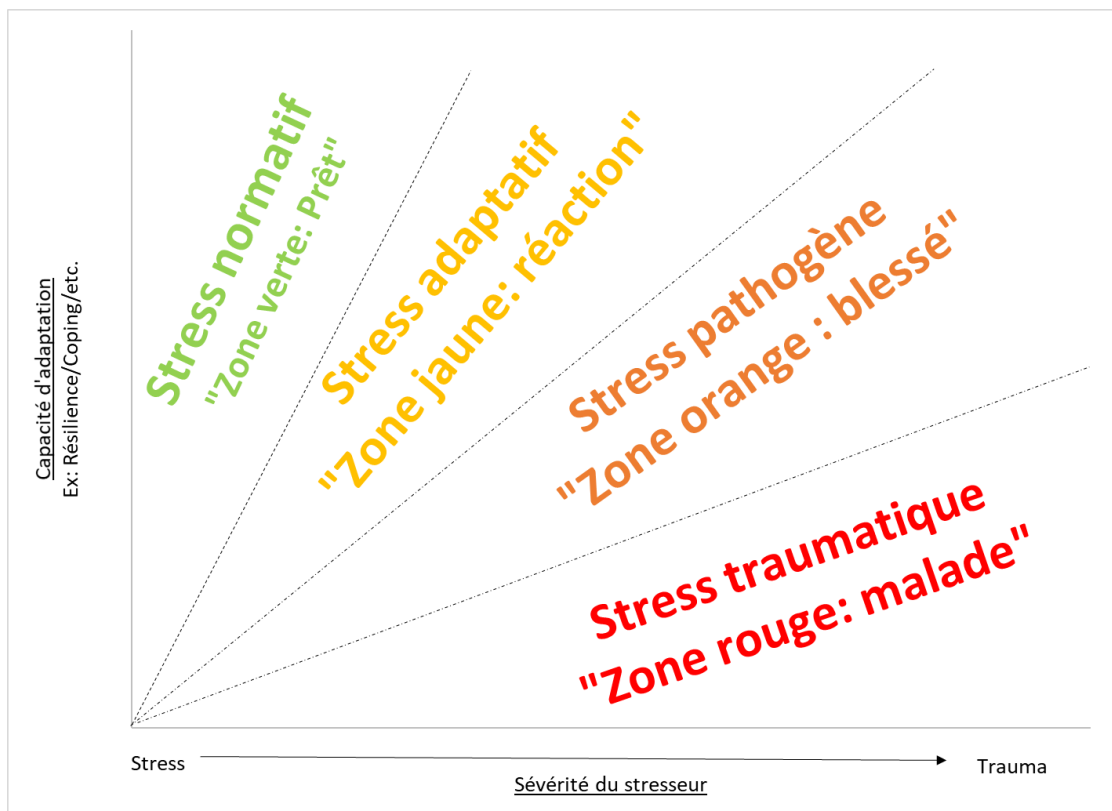 Capacité d'adaptation
Ex: Résilience/Coping/etc.
Stress normatif
"Zone verte: Prêt"
Stress adaptatif
"Zone jaune: réaction"
Stress pathogène
"Zone orange : blessé"
Stress traumatique
"Zone rouge: malade"
Stress
Trauma
Sévérité du stresseur